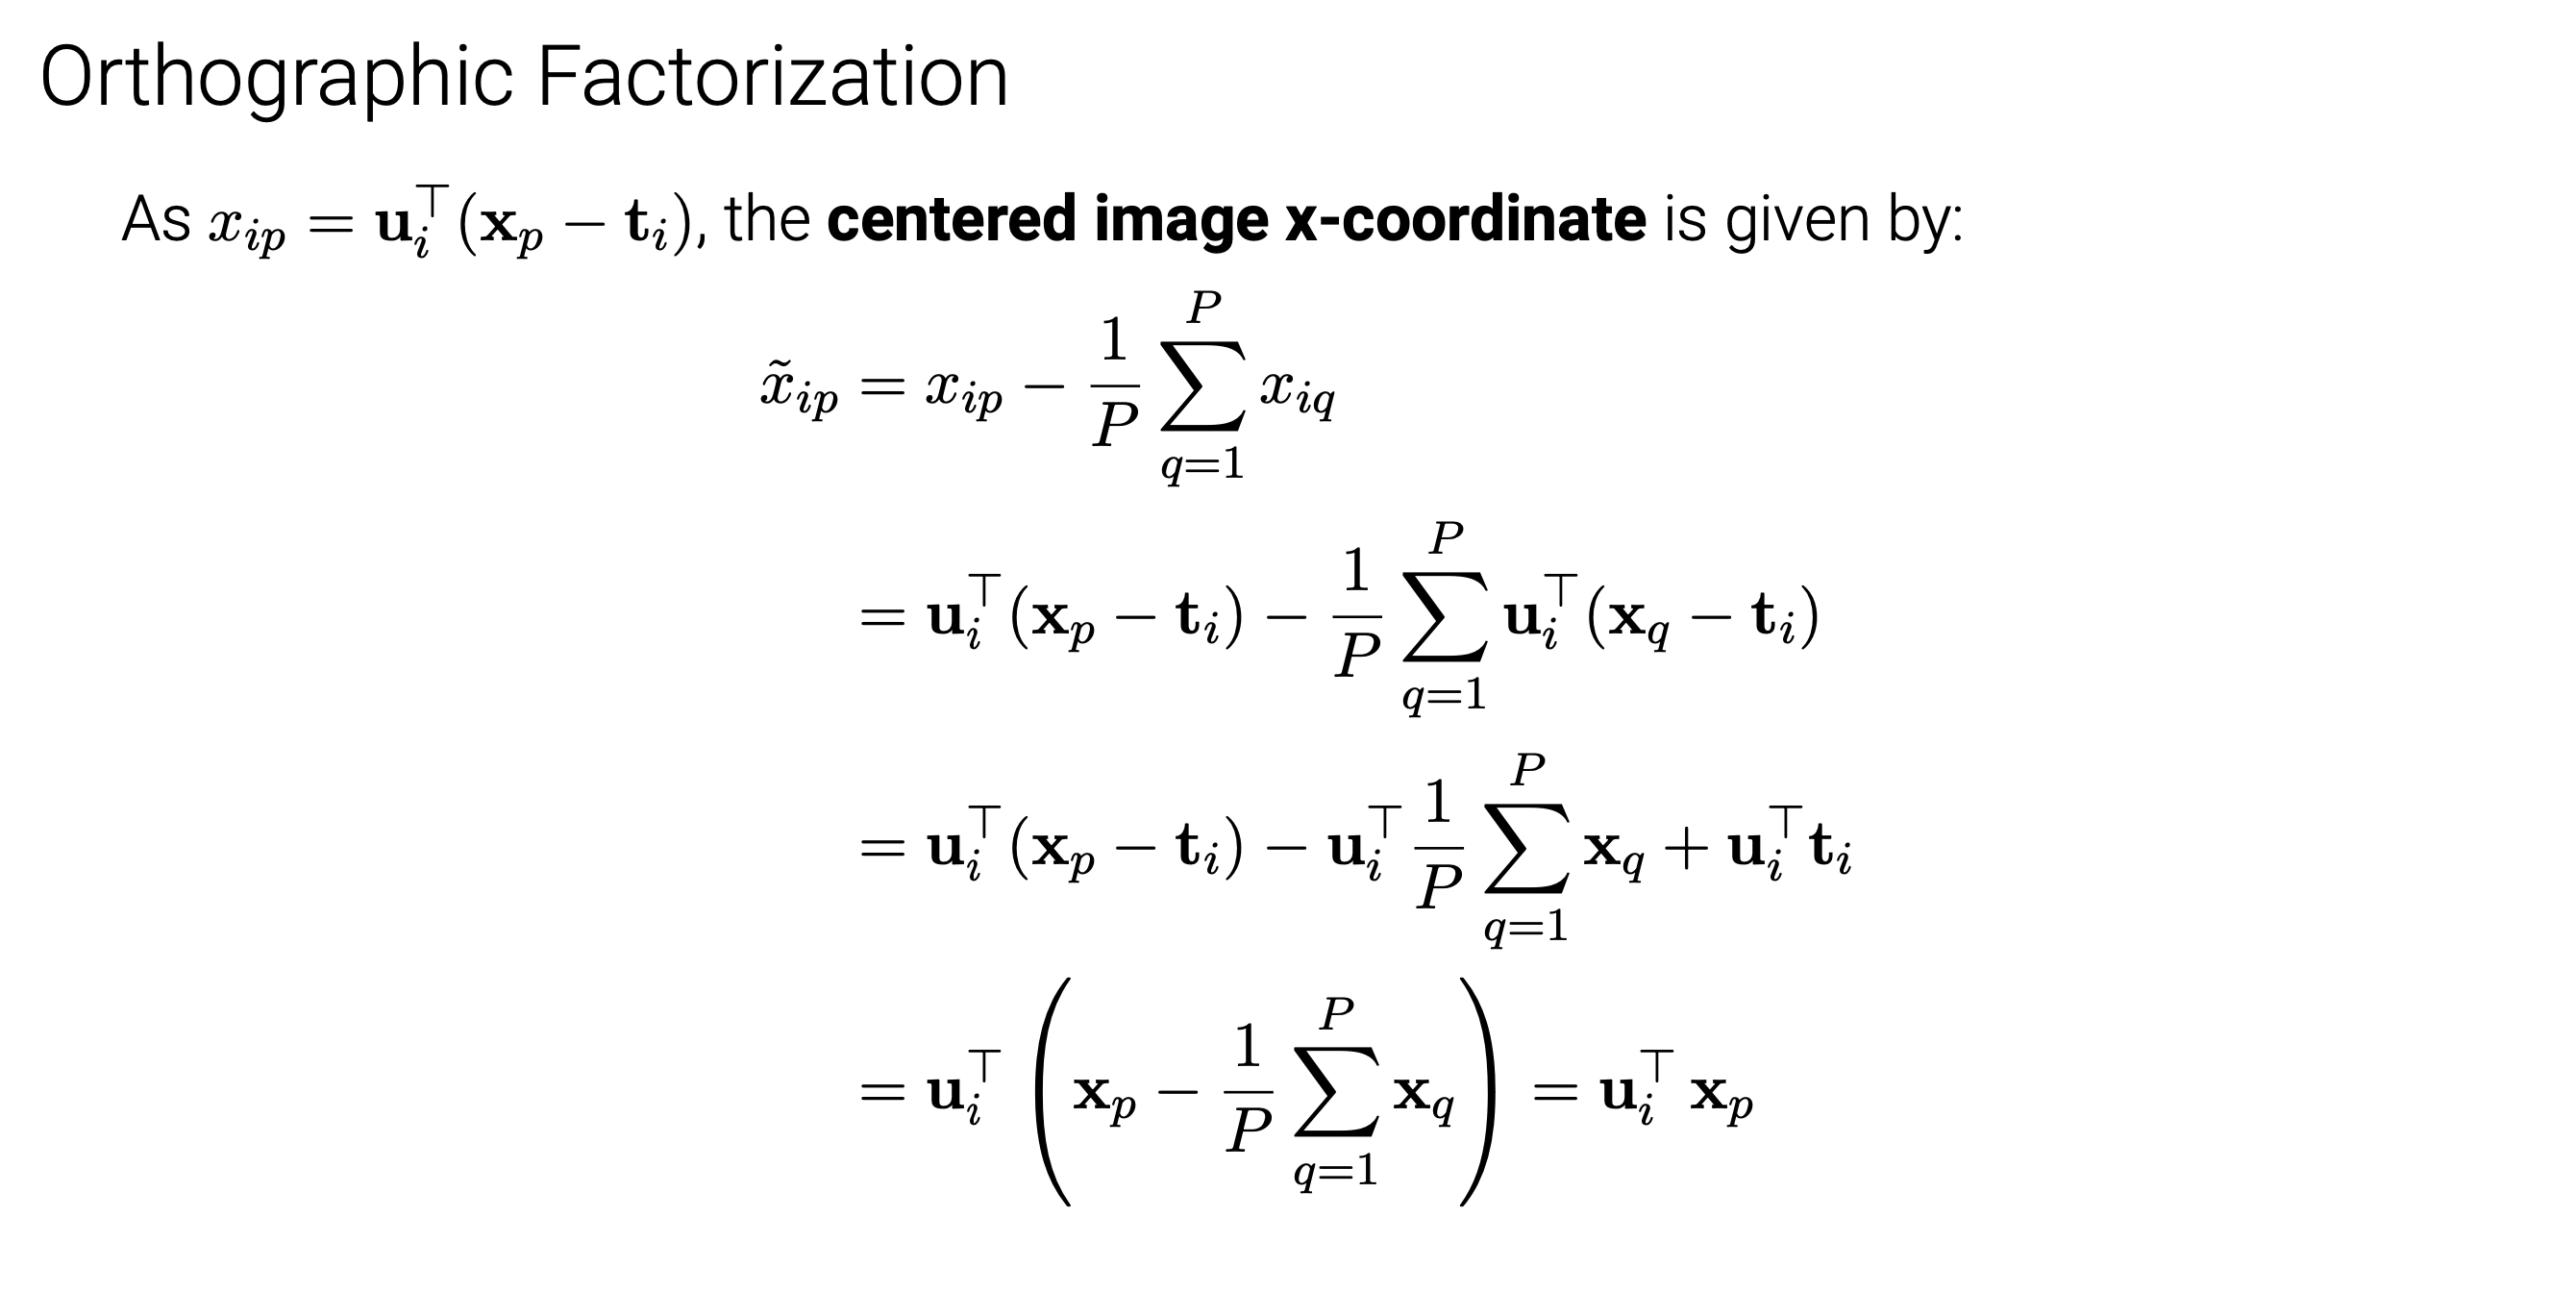 Orthographic Factorization
As $x_{ip} = \mathbf{u}_i^\top(\mathbf{x}_p - \mathbf{t}_i)$, the centered image x-coordinate is given by:
$\tilde{x}_{ip} = x_{ip} - \frac{1}{P} \sum_{q=1}^{P} x_{iq}$
$= \mathbf{u}_i^\top(\mathbf{x}_p - \mathbf{t}_i) - \frac{1}{P} \sum_{q=1}^{P} \mathbf{u}_i^\top(\mathbf{x}_q - \mathbf{t}_i)$
$= \mathbf{u}_i^\top(\mathbf{x}_p - \mathbf{t}_i) - \mathbf{u}_i^\top \frac{1}{P} \sum_{q=1}^{P} \mathbf{x}_q + \mathbf{u}_i^\top \mathbf{t}_i$
$= \mathbf{u}_i^\top \left( \mathbf{x}_p - \frac{1}{P} \sum_{q=1}^{P} \mathbf{x}_q \right) = \mathbf{u}_i^\top \mathbf{x}_p$